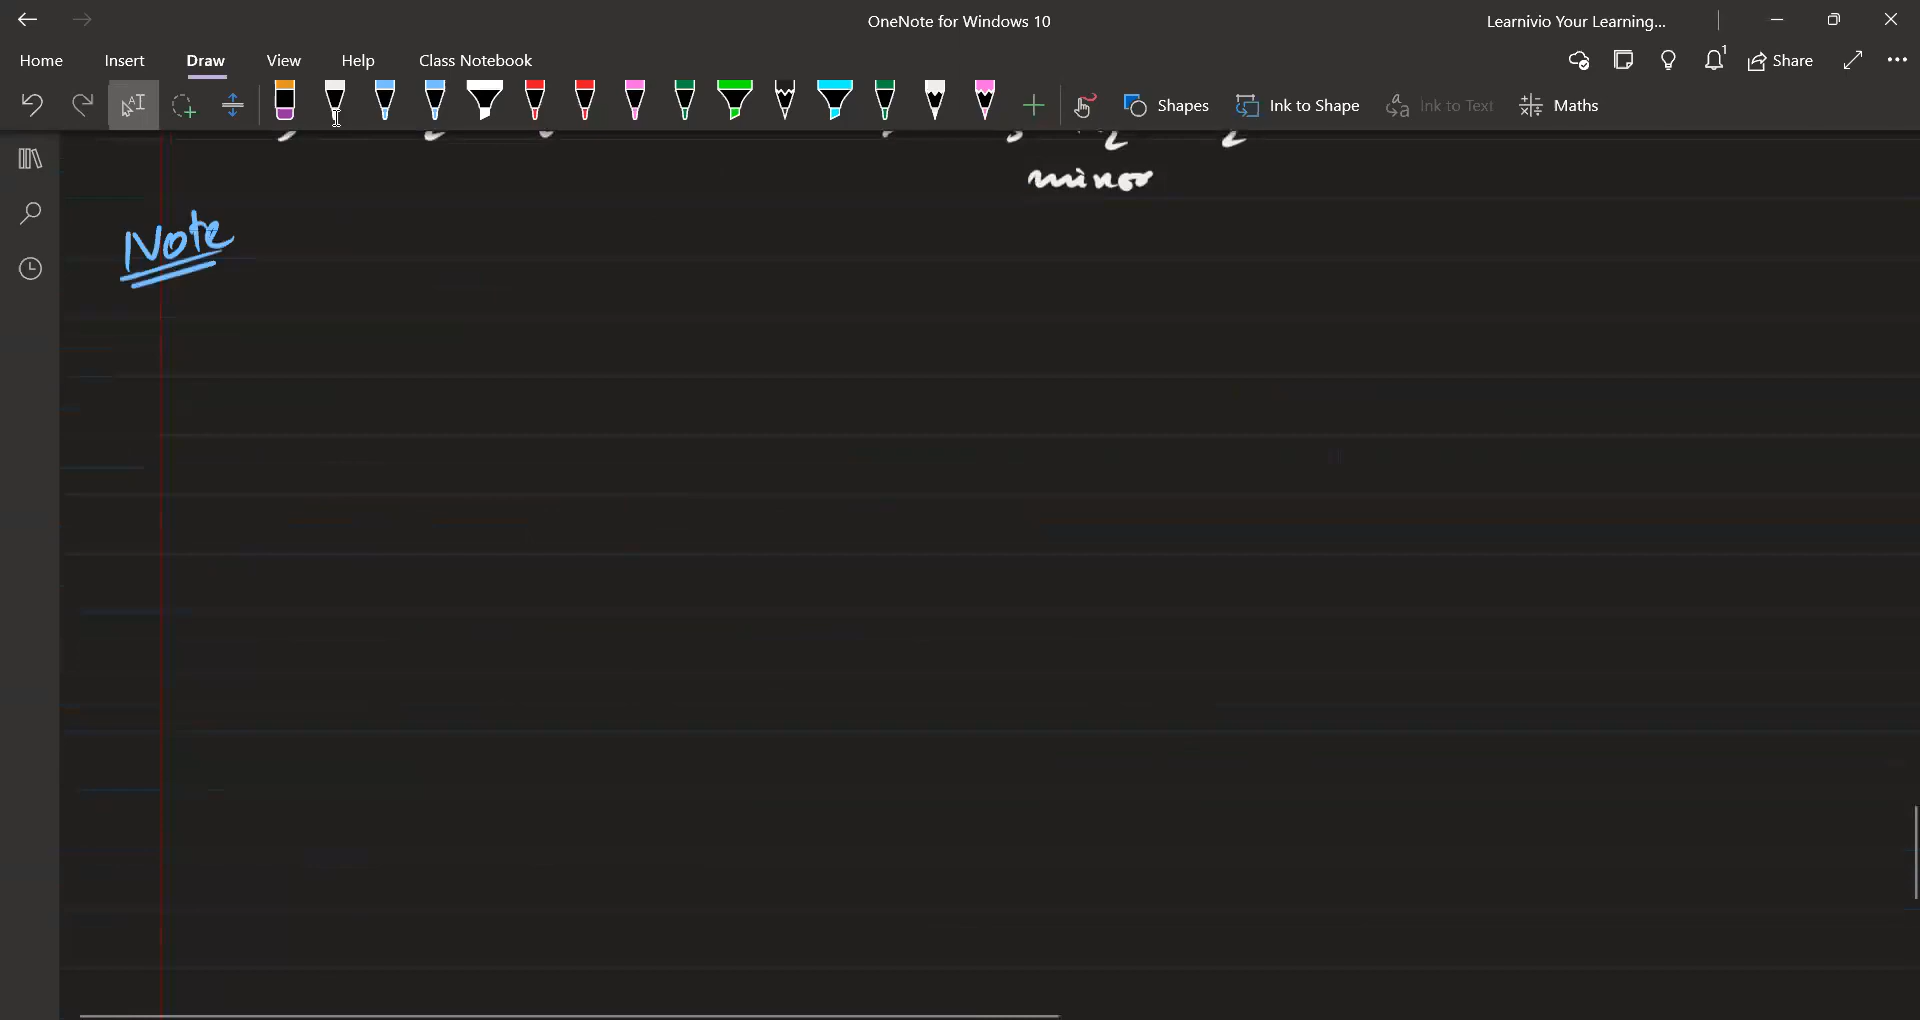 OneNote for Windows 10
Learnivio Your Learning...
Home Insert Draw View Help Class Notebook
1 Share
Shapes Ink to Shape Ink to Text Maths
minor
Note